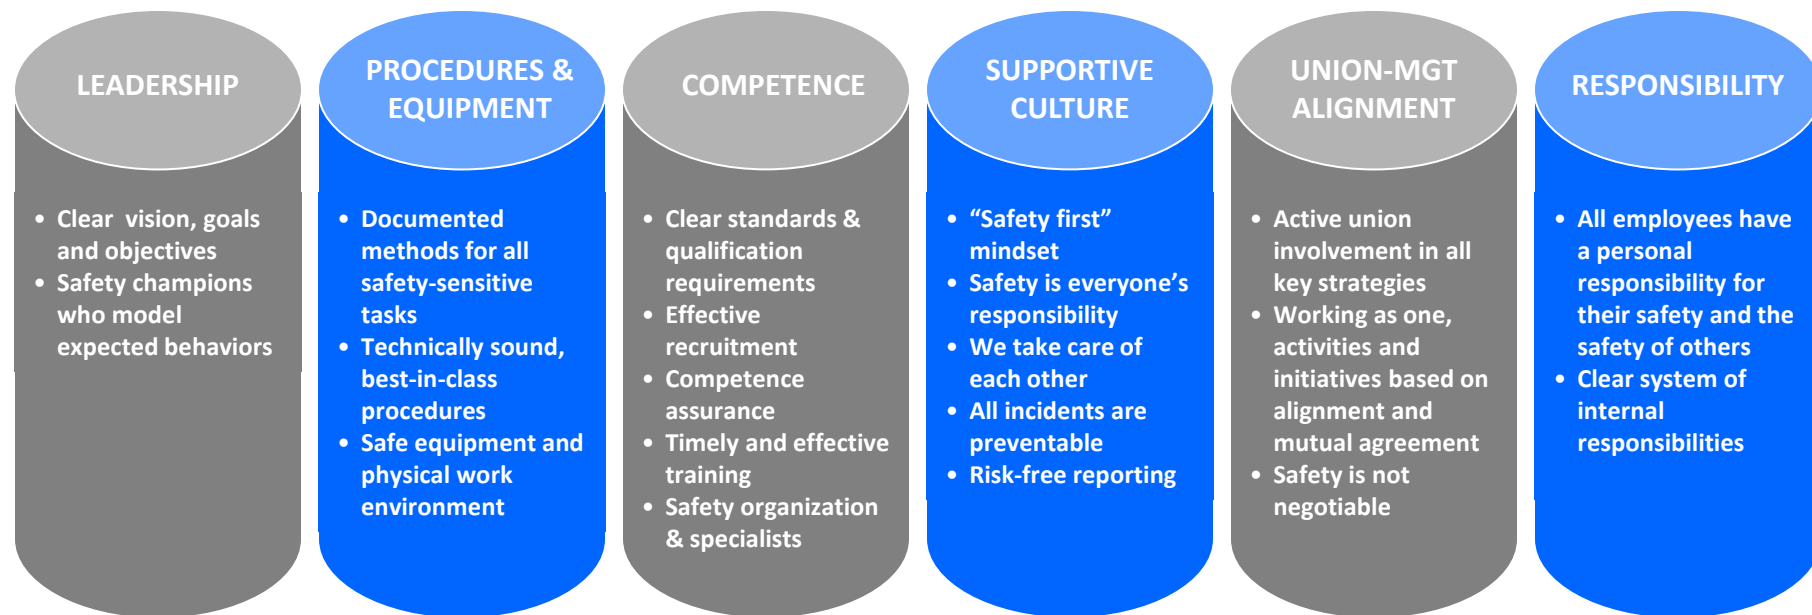 LEADERSHIP
• Clear vision, goals
and objectives
• Safety champions
who model
expected behaviors
PROCEDURES &
EQUIPMENT
• Documented
methods for all
safety-sensitive
tasks
• Technically sound,
best-in-class
procedures
• Safe equipment and
physical work
environment
COMPETENCE
• Clear standards &
qualification
requirements
• Effective
recruitment
• Competence
assurance
• Timely and effective
training
• Safety organization
& specialists
SUPPORTIVE
CULTURE
• “Safety first”
mindset
• Safety is everyone’s
responsibility
• We take care of
each other
• All incidents are
preventable
• Risk-free reporting
UNION-MGT
ALIGNMENT
• Active union
involvement in all
key strategies
• Working as one,
activities and
initiatives based on
alignment and
mutual agreement
• Safety is not
negotiable
RESPONSIBILITY
• All employees have
a personal
responsibility for
their safety and the
safety of others
• Clear system of
internal
responsibilities